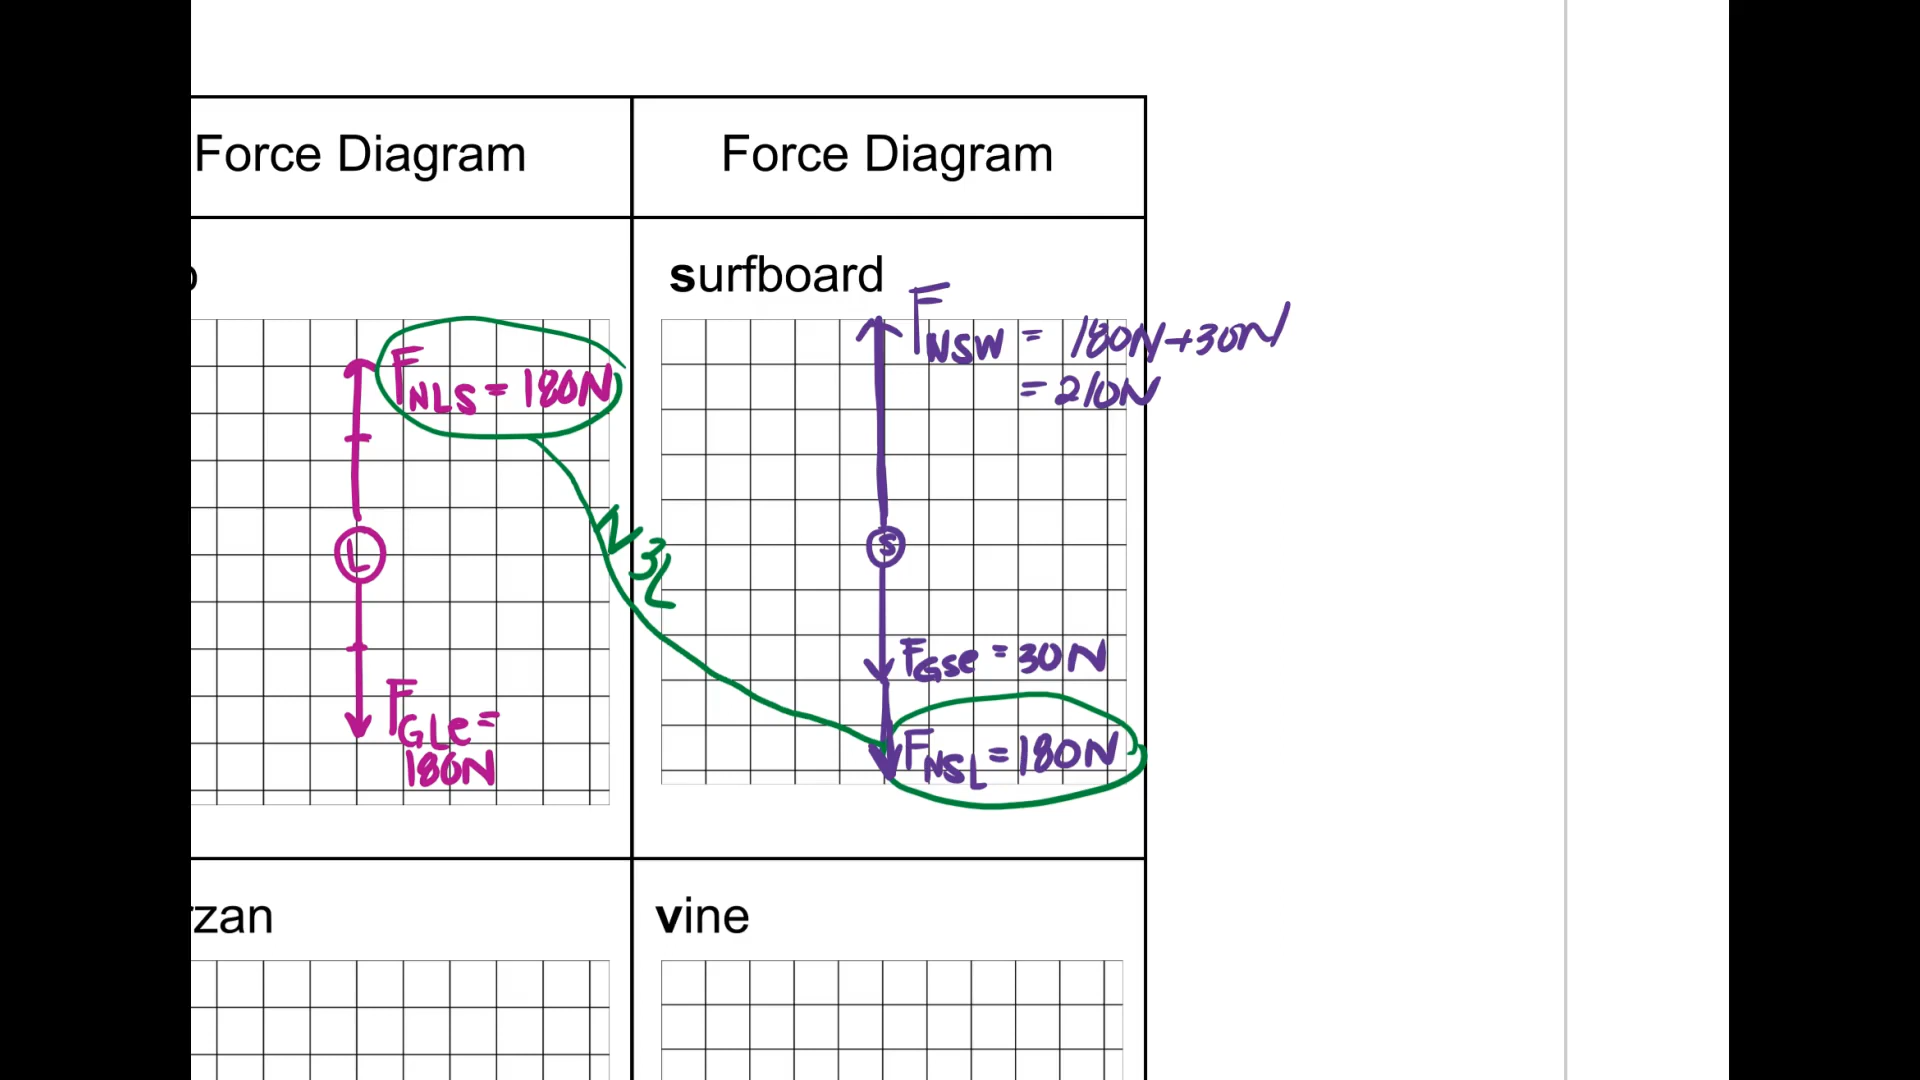 Force Diagram
Force Diagram
surfboard
FNLS = 180N
FNSW = 180N+30N
= 210N
L
S
N3L
FGSe = 30N
FGLe =
180N
FNSL = 180N
rzan
vine